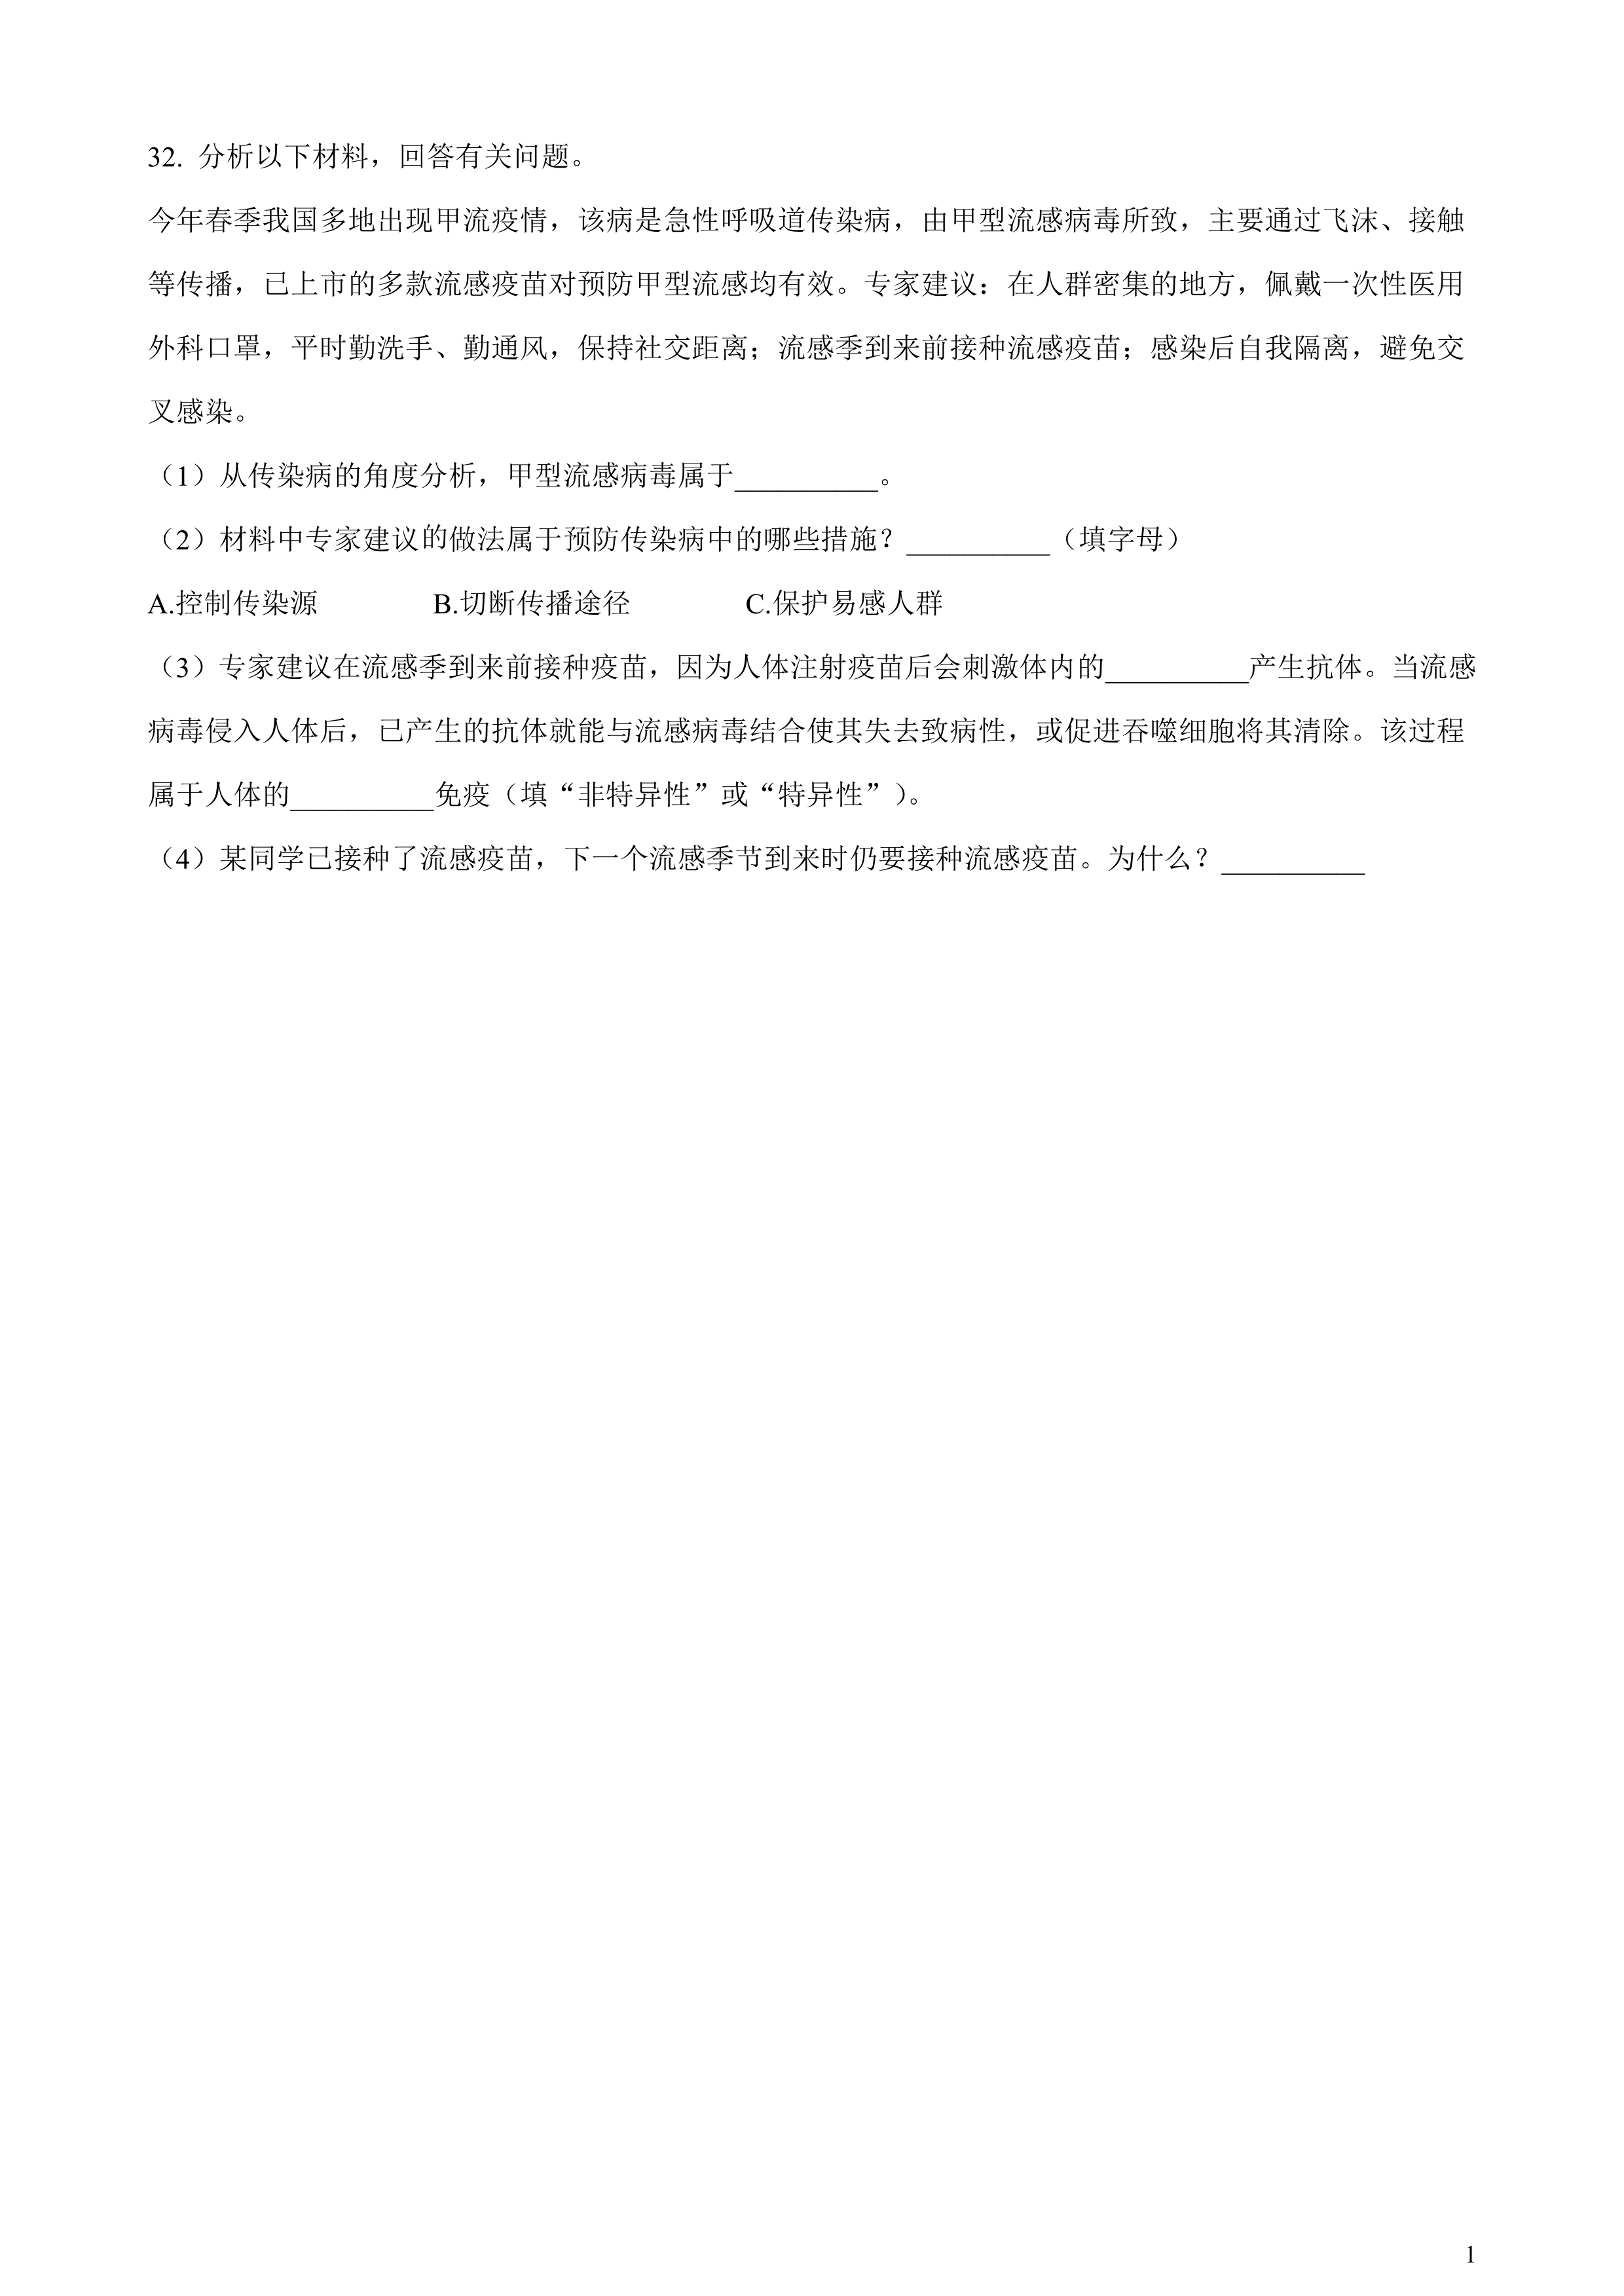 32. 分析以下材料，回答有关问题。
今年春季我国多地出现甲流疫情，该病是急性呼吸道传染病，由甲型流感病毒所致，主要通过飞沫、接触
等传播，已上市的多款流感疫苗对预防甲型流感均有效。专家建议：在人群密集的地方，佩戴一次性医用
外科口罩，平时勤洗手、勤通风，保持社交距离；流感季到来前接种流感疫苗；感染后自我隔离，避免交
叉感染。
（1）从传染病的角度分析，甲型流感病毒属于__________。
（2）材料中专家建议的做法属于预防传染病中的哪些措施？__________（填字母）
A.控制传染源 B.切断传播途径 C.保护易感人群
（3）专家建议在流感季到来前接种疫苗，因为人体注射疫苗后会刺激体内的__________产生抗体。当流感
病毒侵入人体后，已产生的抗体就能与流感病毒结合使其失去致病性，或促进吞噬细胞将其清除。该过程
属于人体的__________免疫（填“非特异性”或“特异性”）。
（4）某同学已接种了流感疫苗，下一个流感季节到来时仍要接种流感疫苗。为什么？__________
1